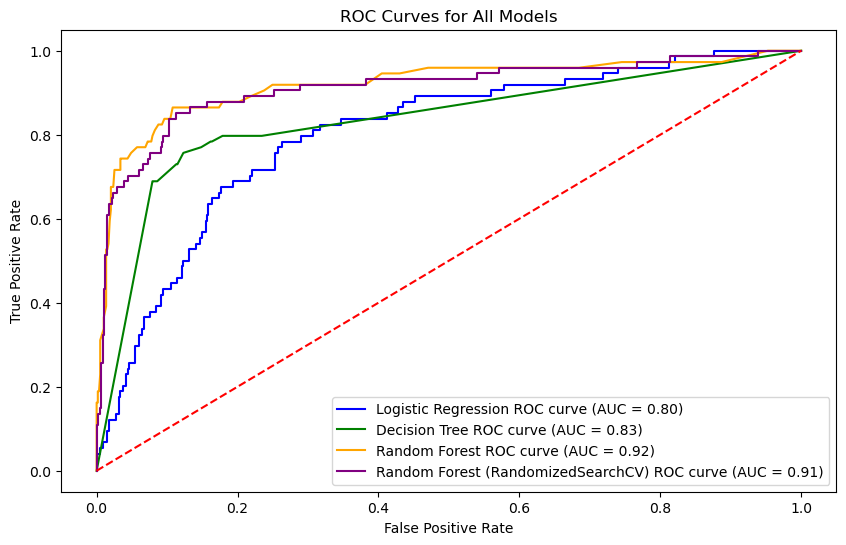 ROC Curves for All Models
True Positive Rate
1.0
0.8
0.6
0.4
0.2
0.0
Logistic Regression ROC curve (AUC = 0.80)
Decision Tree ROC curve (AUC = 0.83)
Random Forest ROC curve (AUC = 0.92)
Random Forest (RandomizedSearchCV) ROC curve (AUC = 0.91)
0.0 0.2 0.4 0.6 0.8 1.0
False Positive Rate